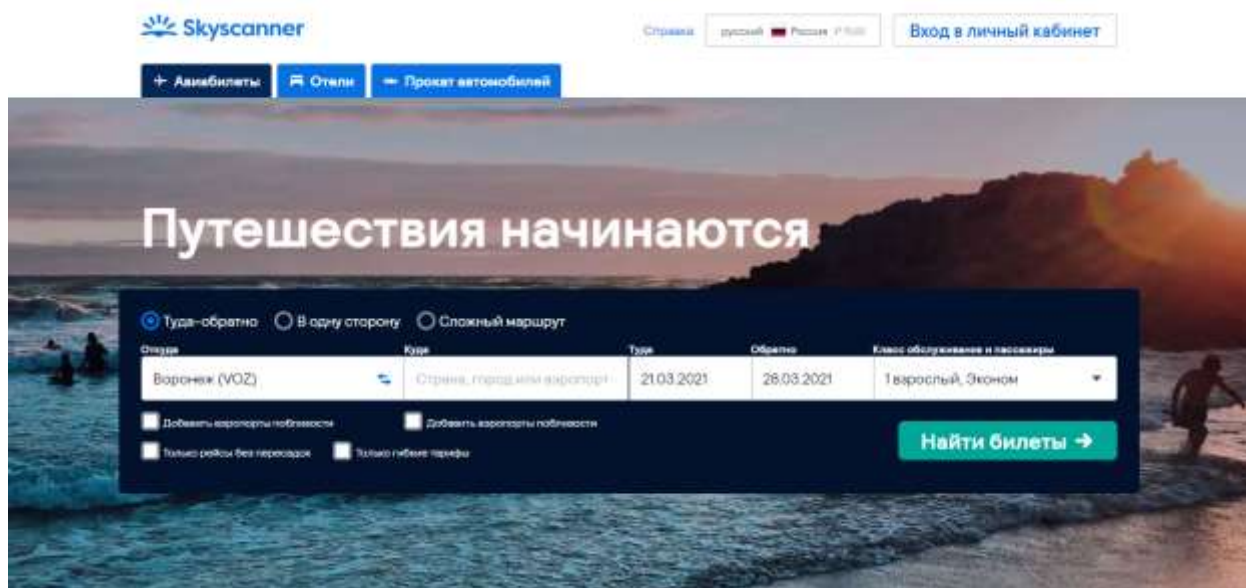 Skyscanner
Справка русский Россия ₽ RUB Вход в личный кабинет
Авиабилеты Отели Прокат автомобилей
Путешествия начинаются
Туда-обратно В одну сторону Сложный маршрут
Откуда Куда Туда Обратно Класс обслуживания и пассажиры
Воронеж (VOZ) Страна, город или аэропорт 21.03.2021 28.03.2021 1 взрослый, Эконом
Добавить аэропорты поблизости Добавить аэропорты поблизости
Найти билеты →
Только рейсы без пересадок Только гибкие тарифы